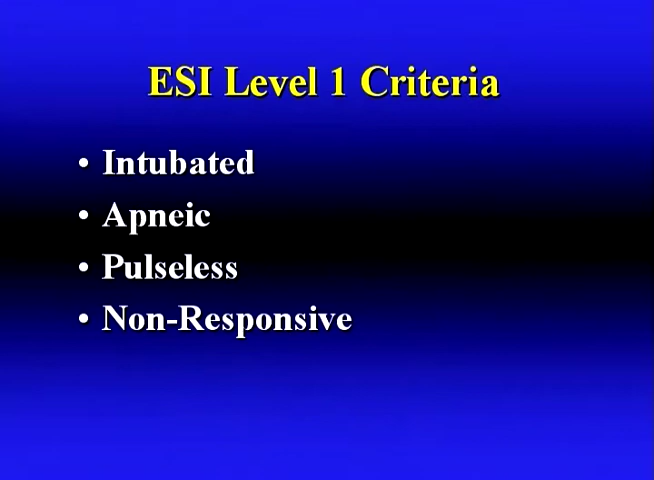 ESI Level 1 Criteria
• Intubated
• Apneic
• Pulseless
• Non-Responsive